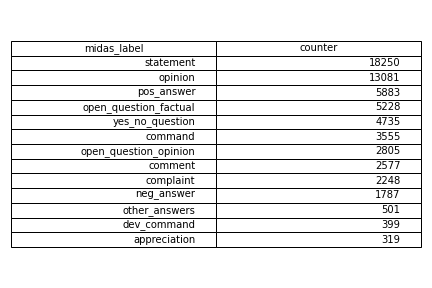 midas_label counter
statement 18250
opinion 13081
pos_answer 5883
open_question_factual 5228
yes_no_question 4735
command 3555
open_question_opinion 2805
comment 2577
complaint 2248
neg_answer 1787
other_answers 501
dev_command 399
appreciation 319